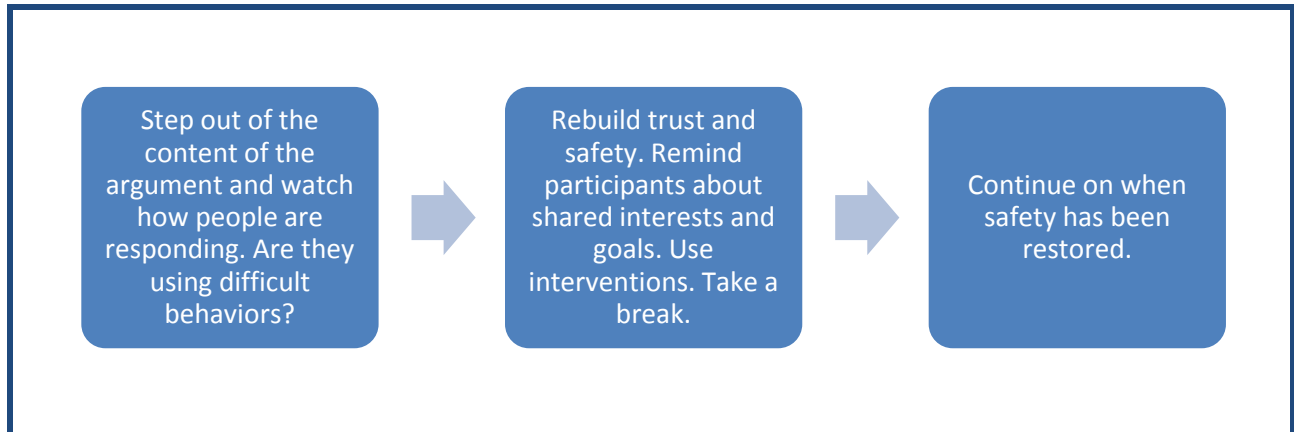 Step out of the
content of the
argument and watch
how people are
responding. Are they
using difficult
behaviors?
Rebuild trust and
safety. Remind
participants about
shared interests and
goals. Use
interventions. Take a
break.
Continue on when
safety has been
restored.